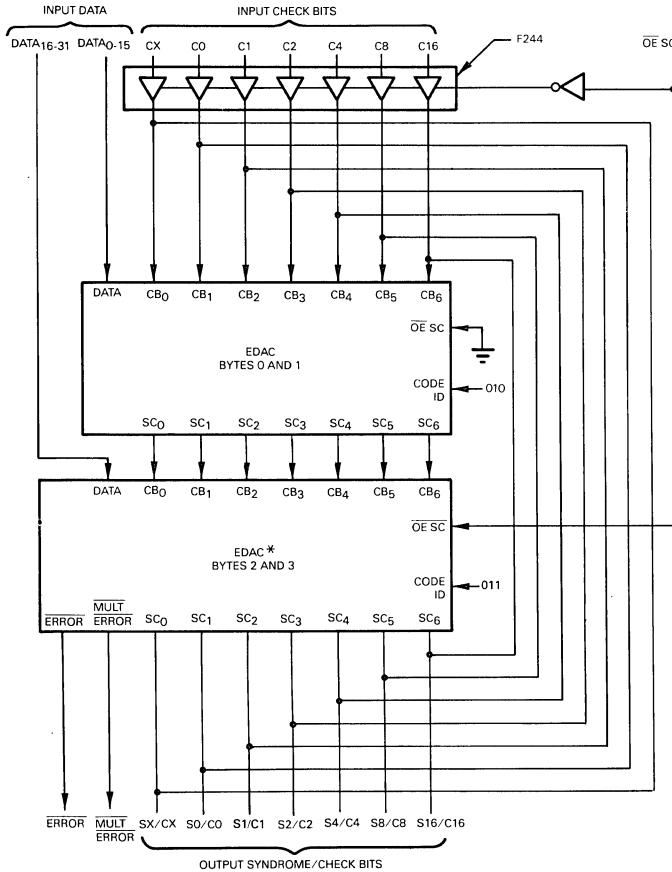 INPUT DATA
INPUT CHECK BITS
DATA16-31 DATA0-15 CX C0 C1 C2 C4 C8 C16
F244
OE SC
DATA CB0 CB1 CB2 CB3 CB4 CB5 CB6
OE SC
EDAC
BYTES 0 AND 1
CODE
ID
010
SC0 SC1 SC2 SC3 SC4 SC5 SC6
DATA CB0 CB1 CB2 CB3 CB4 CB5 CB6
OE SC
EDAC*
BYTES 2 AND 3
CODE
ID
011
ERROR
MULT
ERROR
SC0 SC1 SC2 SC3 SC4 SC5 SC6
ERROR
MULT
ERROR
SX/CX S0/C0 S1/C1 S2/C2 S4/C4 S8/C8 S16/C16
OUTPUT SYNDROME/CHECK BITS